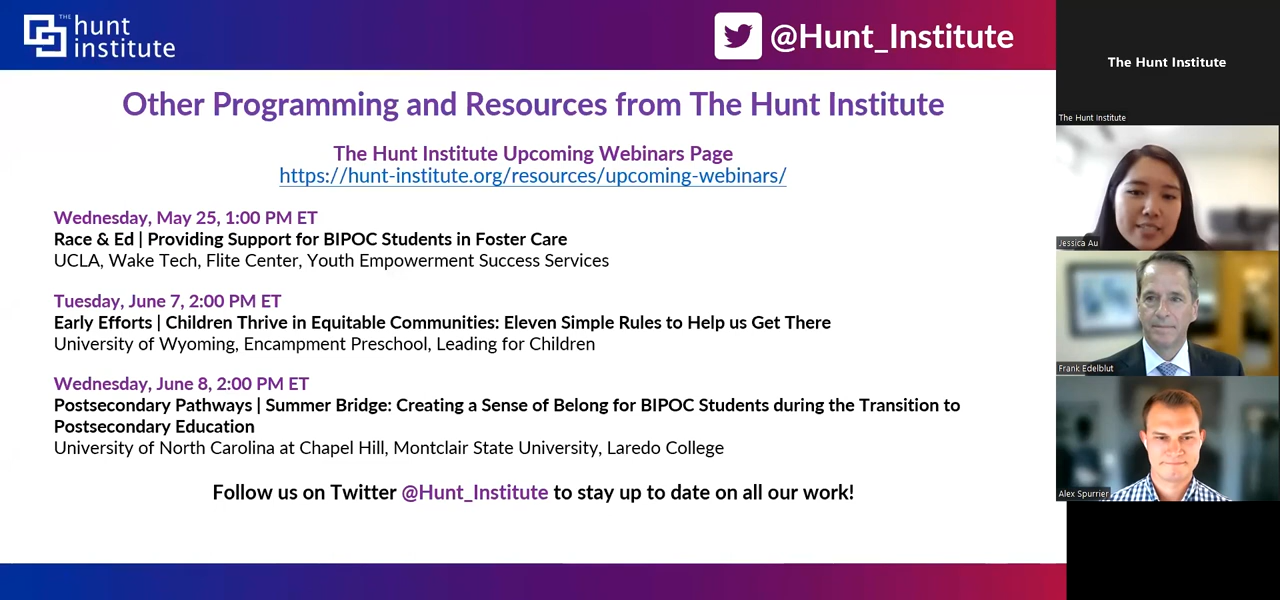 THE
hunt
institute
@Hunt_Institute
Other Programming and Resources from The Hunt Institute
The Hunt Institute Upcoming Webinars Page
https://hunt-institute.org/resources/upcoming-webinars/
Wednesday, May 25, 1:00 PM ET
Race & Ed | Providing Support for BIPOC Students in Foster Care
UCLA, Wake Tech, Flite Center, Youth Empowerment Success Services
Tuesday, June 7, 2:00 PM ET
Early Efforts | Children Thrive in Equitable Communities: Eleven Simple Rules to Help us Get There
University of Wyoming, Encampment Preschool, Leading for Children
Wednesday, June 8, 2:00 PM ET
Postsecondary Pathways | Summer Bridge: Creating a Sense of Belong for BIPOC Students during the Transition to
Postsecondary Education
University of North Carolina at Chapel Hill, Montclair State University, Laredo College
Follow us on Twitter @Hunt_Institute to stay up to date on all our work!
The Hunt Institute
The Hunt Institute
Jessica Au
Frank Edelblut
Alex Spurrier